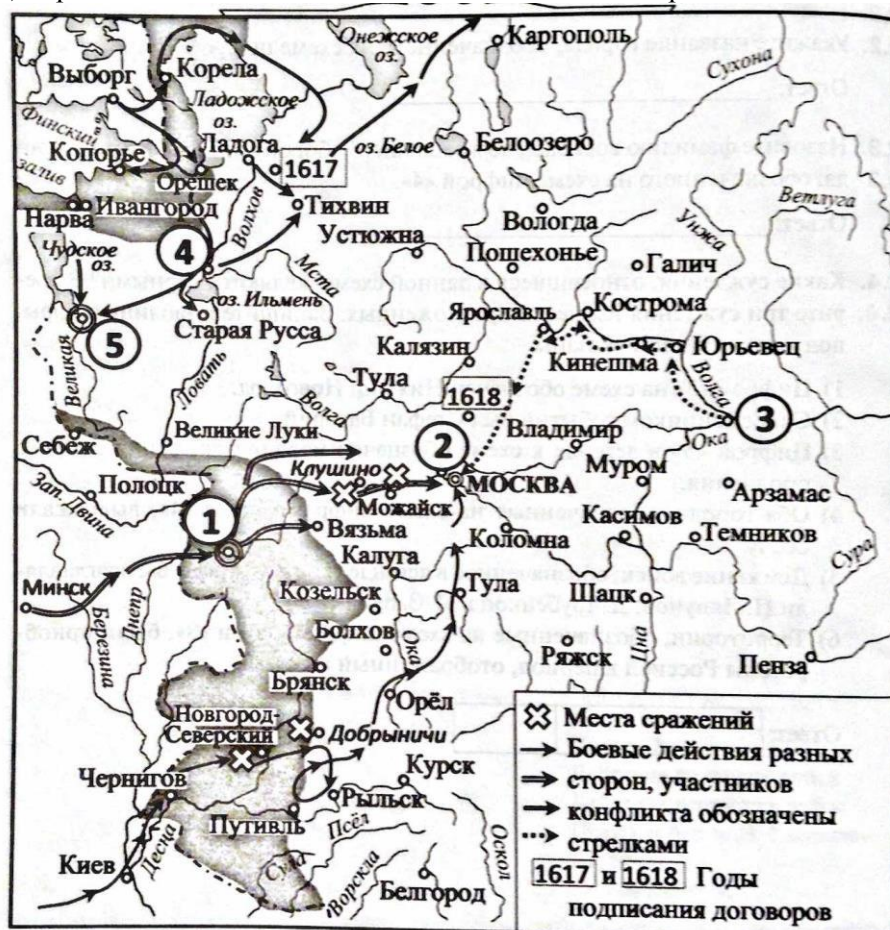 Онежское
оз.
Каргополь
Сухона
Выборг
Корела
Ладожское
оз.
Финский
залив
Копорье
Ладога
Орешек
1617
оз.Белое
Белоозеро
Ветлуга
Нарва
Ивангород
Волхов
Тихвин
Вологда
Унжа
Устюжна
Пошехонье
Галич
Чудское
оз.
4
Мста
оз. Ильмень
Старая Русса
5
Великая
Ловать
Ярославль
Кострома
Калязин
Кинешма
Юрьевец
Волга
3
Ока
Тула
1618
Волга
Великие Луки
Себеж
2
Владимир
Клушино
МОСКВА
Муром
Зап. Двина
Полоцк
1
Можайск
Арзамас
Вязьма
Касимов
Коломна
Темников
Сура
Калуга
Минск
Днепр
Козельск
Тула
Шацк
Березина
Болхов
Ока
Цна
Ряжск
Брянск
Пенза
Орёл
Новгород-
Северский
Добрыничи
Чернигов
Курск
Рыльск
Путивль
Псёл
Десна
Киев
Ворскла
Оскол
Белгород
Места сражений
Боевые действия разных
сторон, участников
конфликта обозначены
стрелками
1617 и 1618 Годы
подписания договоров